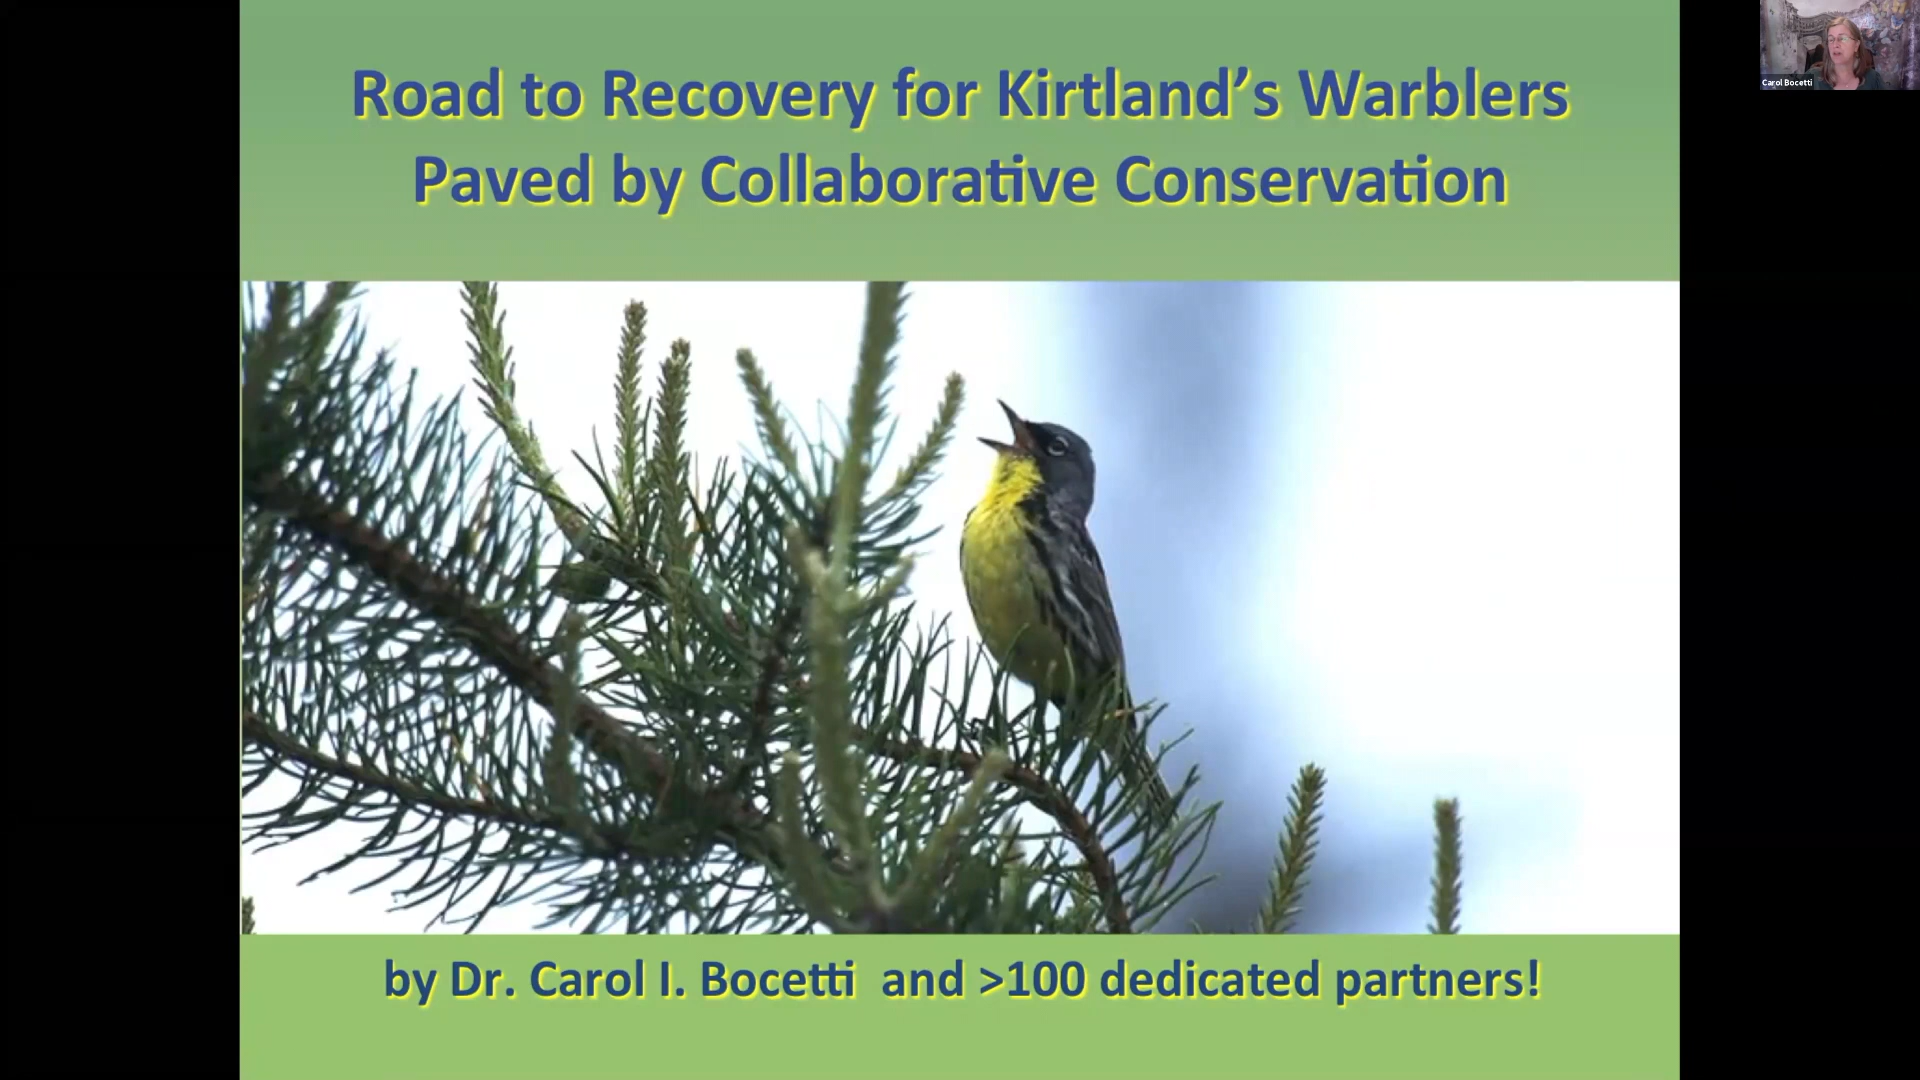 Road to Recovery for Kirtland’s Warblers
Paved by Collaborative Conservation
Carol Bocetti
by Dr. Carol I. Bocetti  and >100 dedicated partners!